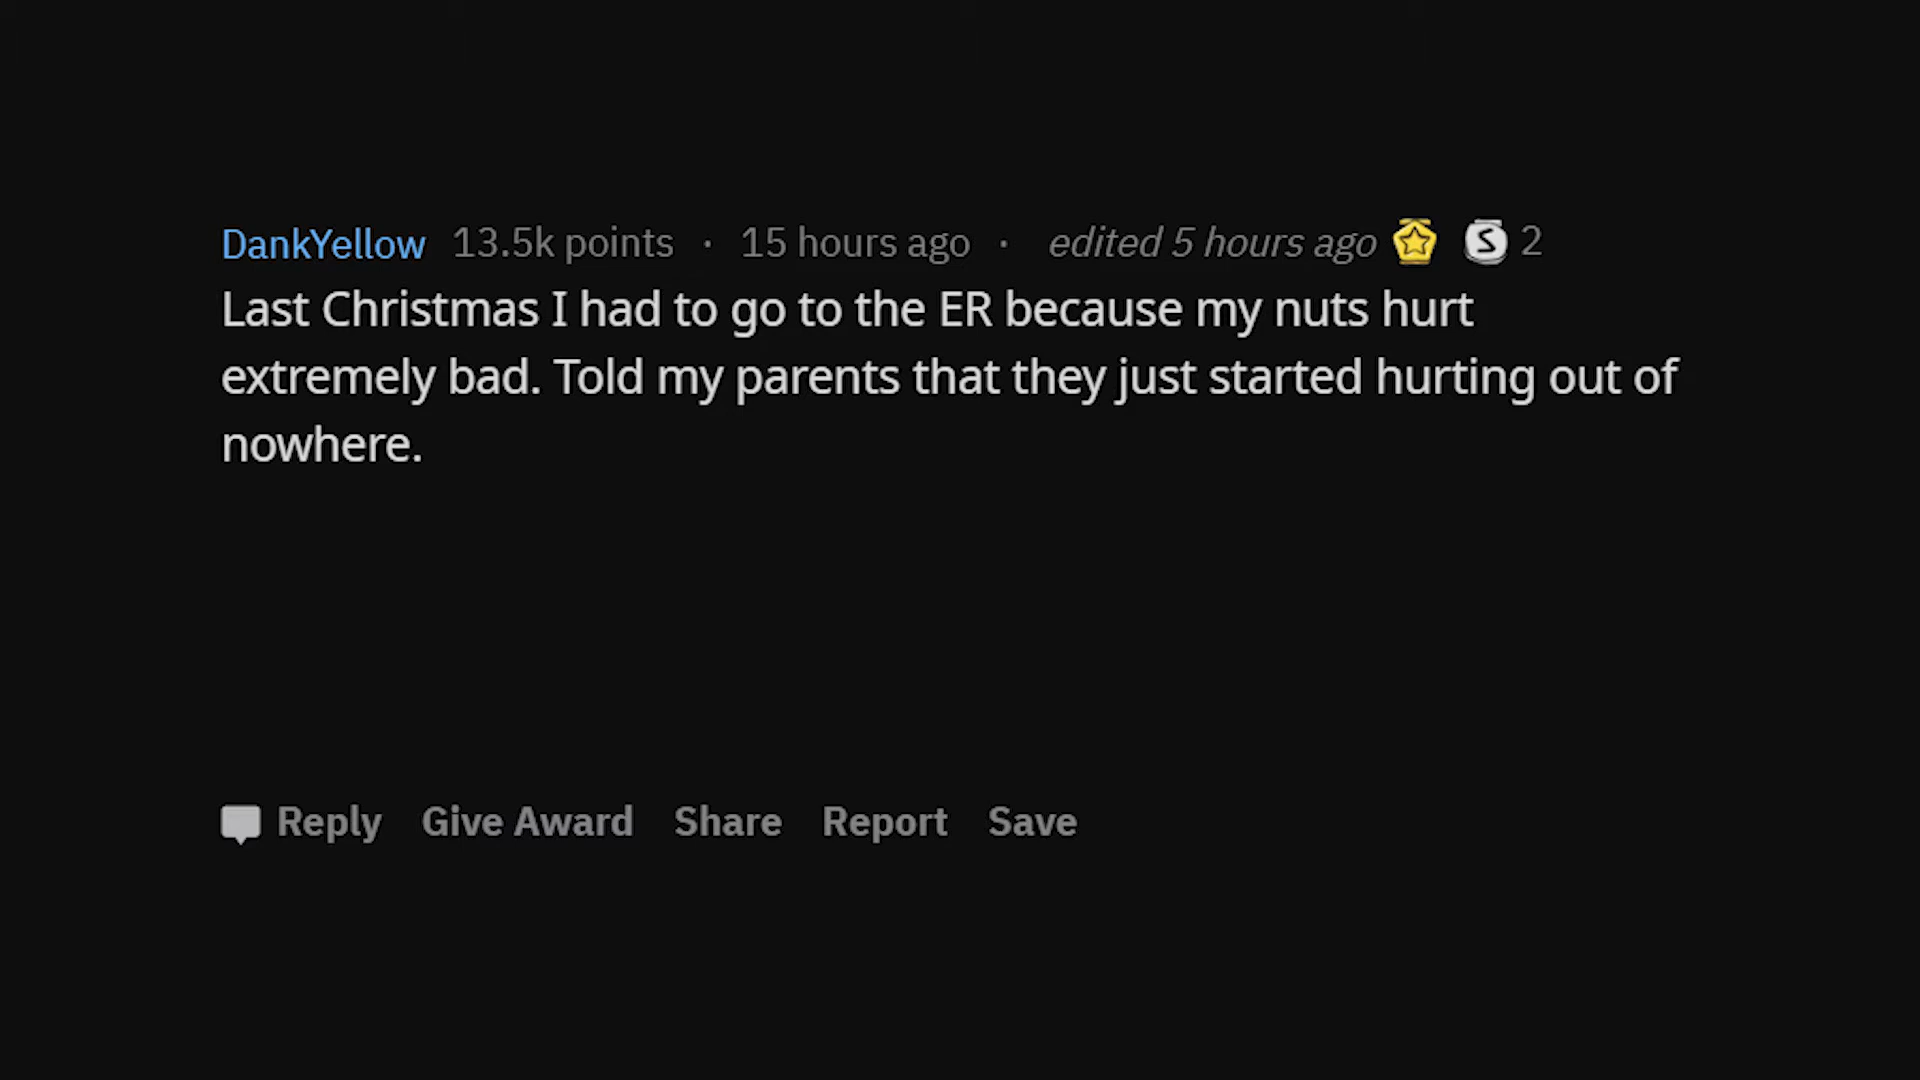 DankYellow 13.5k points · 15 hours ago · edited 5 hours ago S 2
Last Christmas I had to go to the ER because my nuts hurt
extremely bad. Told my parents that they just started hurting out of
nowhere.
Reply Give Award Share Report Save